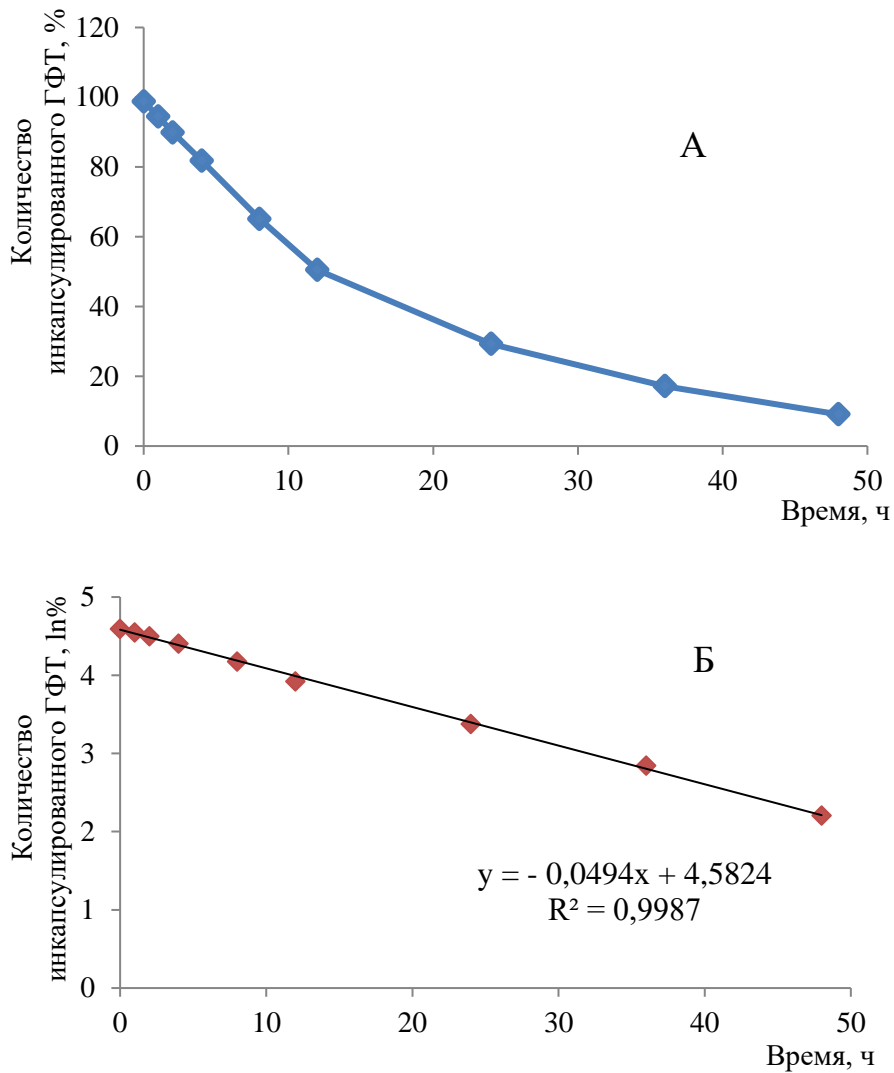 Количество
инкапсулированного ГФТ, %
120
100
80
60
40
20
0
А
0
10
20
30
40
50
Время, ч
Количество
инкапсулированного ГФТ, ln%
5
4
3
2
1
0
Б
y = - 0,0494x + 4,5824
R² = 0,9987
0
10
20
30
40
50
Время, ч